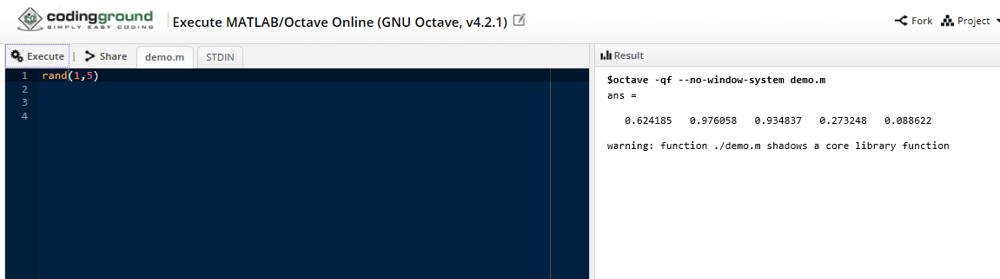 codingground
SIMPLY EASY CODING
Execute MATLAB/Octave Online (GNU Octave, v4.2.1)
Fork
Project
Execute | Share
demo.m
STDIN
1 rand(1,5)
2
3
4
Result
$octave -qf --no-window-system demo.m
ans =
0.624185 0.976058 0.934837 0.273248 0.088622
warning: function ./demo.m shadows a core library function